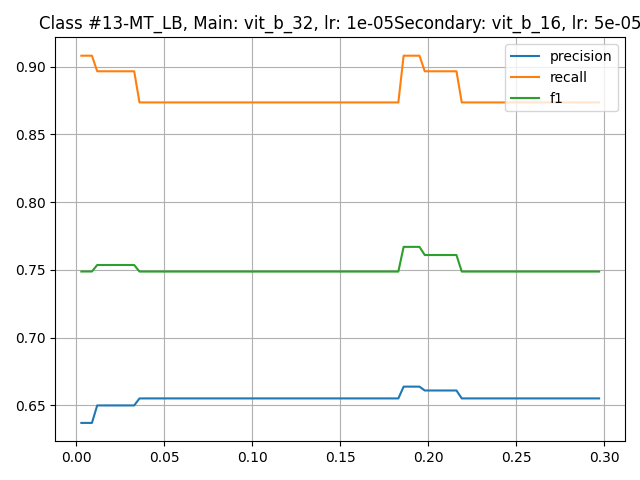 Class #13-MT_LB, Main: vit_b_32, lr: 1e-05Secondary: vit_b_16, lr: 5e-05
precision
recall
f1
0.90
0.85
0.80
0.75
0.70
0.65
0.00 0.05 0.10 0.15 0.20 0.25 0.30